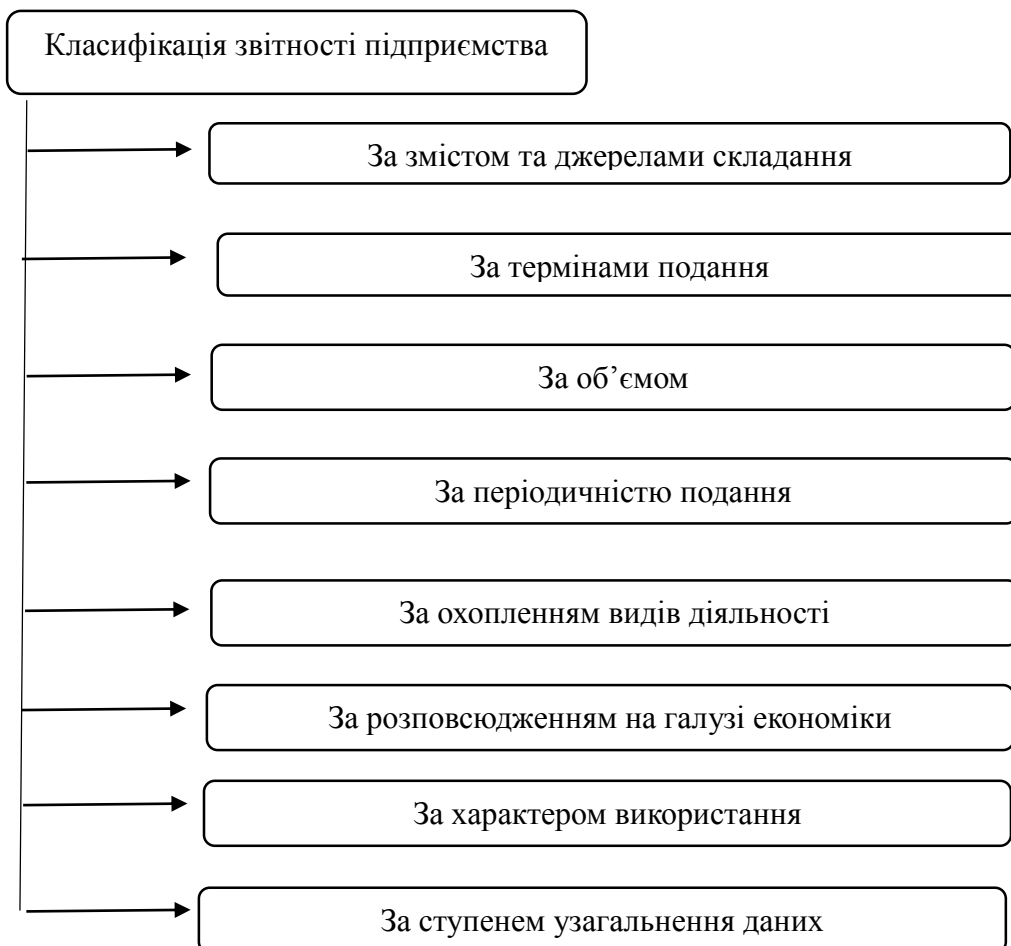 Класифікація звітності підприємства
За змістом та джерелами складання
За термінами подання
За об’ємом
За періодичністю подання
За охопленням видів діяльності
За розповсюдженням на галузі економіки
За характером використання
За ступенем узагальнення даних